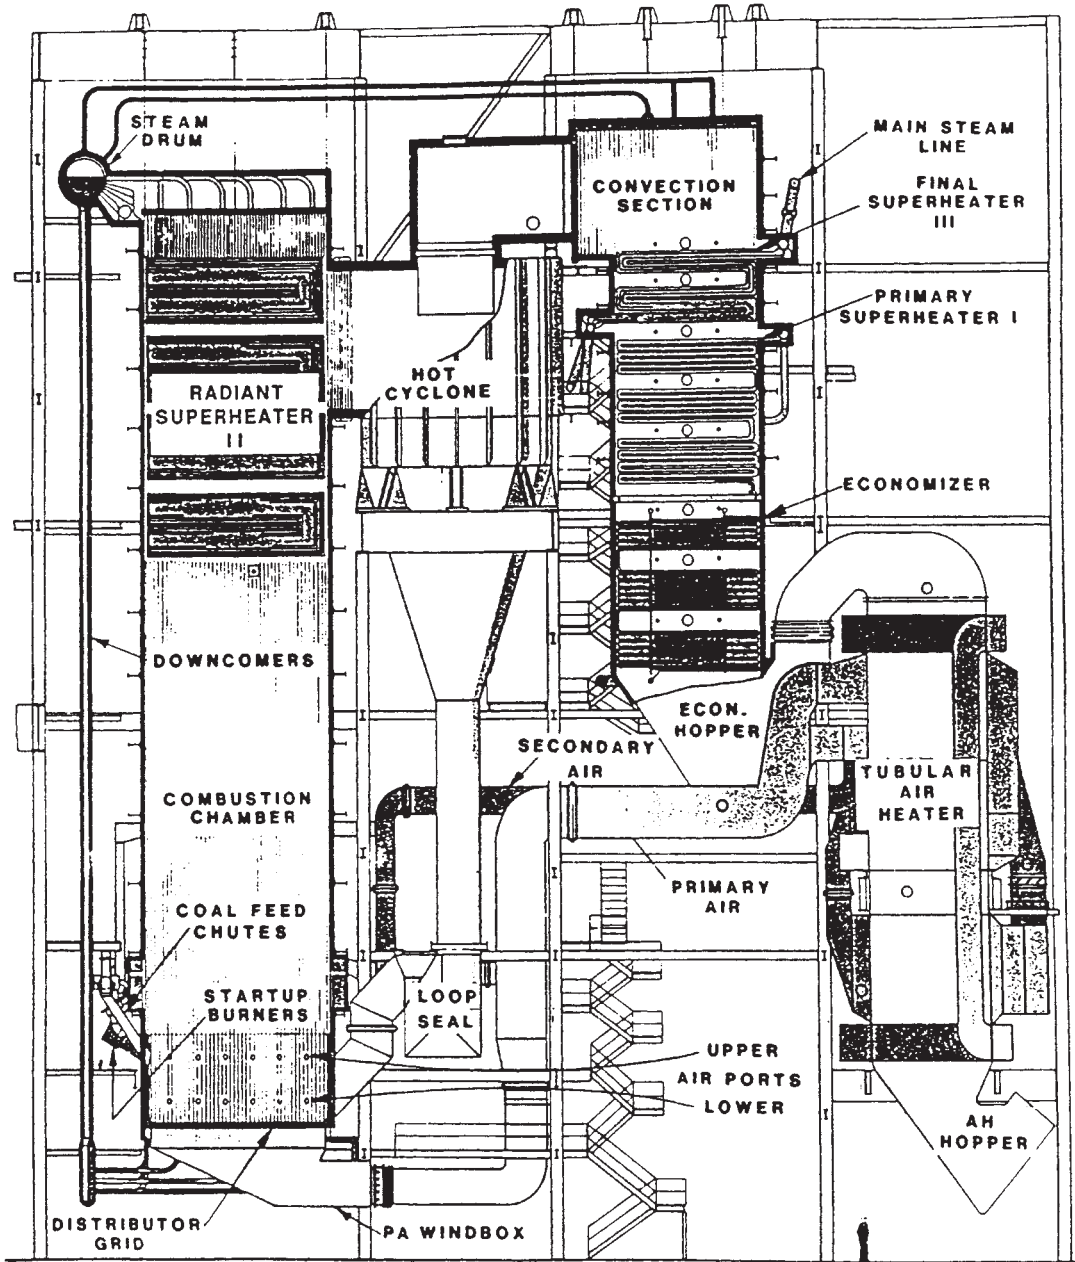 STEAM
DRUM
MAIN STEAM
LINE
CONVECTION
SECTION
FINAL
SUPERHEATER
III
PRIMARY
SUPERHEATER I
HOT
CYCLONE
RADIANT
SUPERHEATER
II
ECONOMIZER
DOWNCOMERS
ECON.
HOPPER
SECONDARY
AIR
TUBULAR
AIR
HEATER
COMBUSTION
CHAMBER
PRIMARY
AIR
COAL FEED
CHUTES
STARTUP
BURNERS
LOOP
SEAL
UPPER
AIR PORTS
LOWER
AH
HOPPER
DISTRIBUTOR
GRID
PA WINDBOX